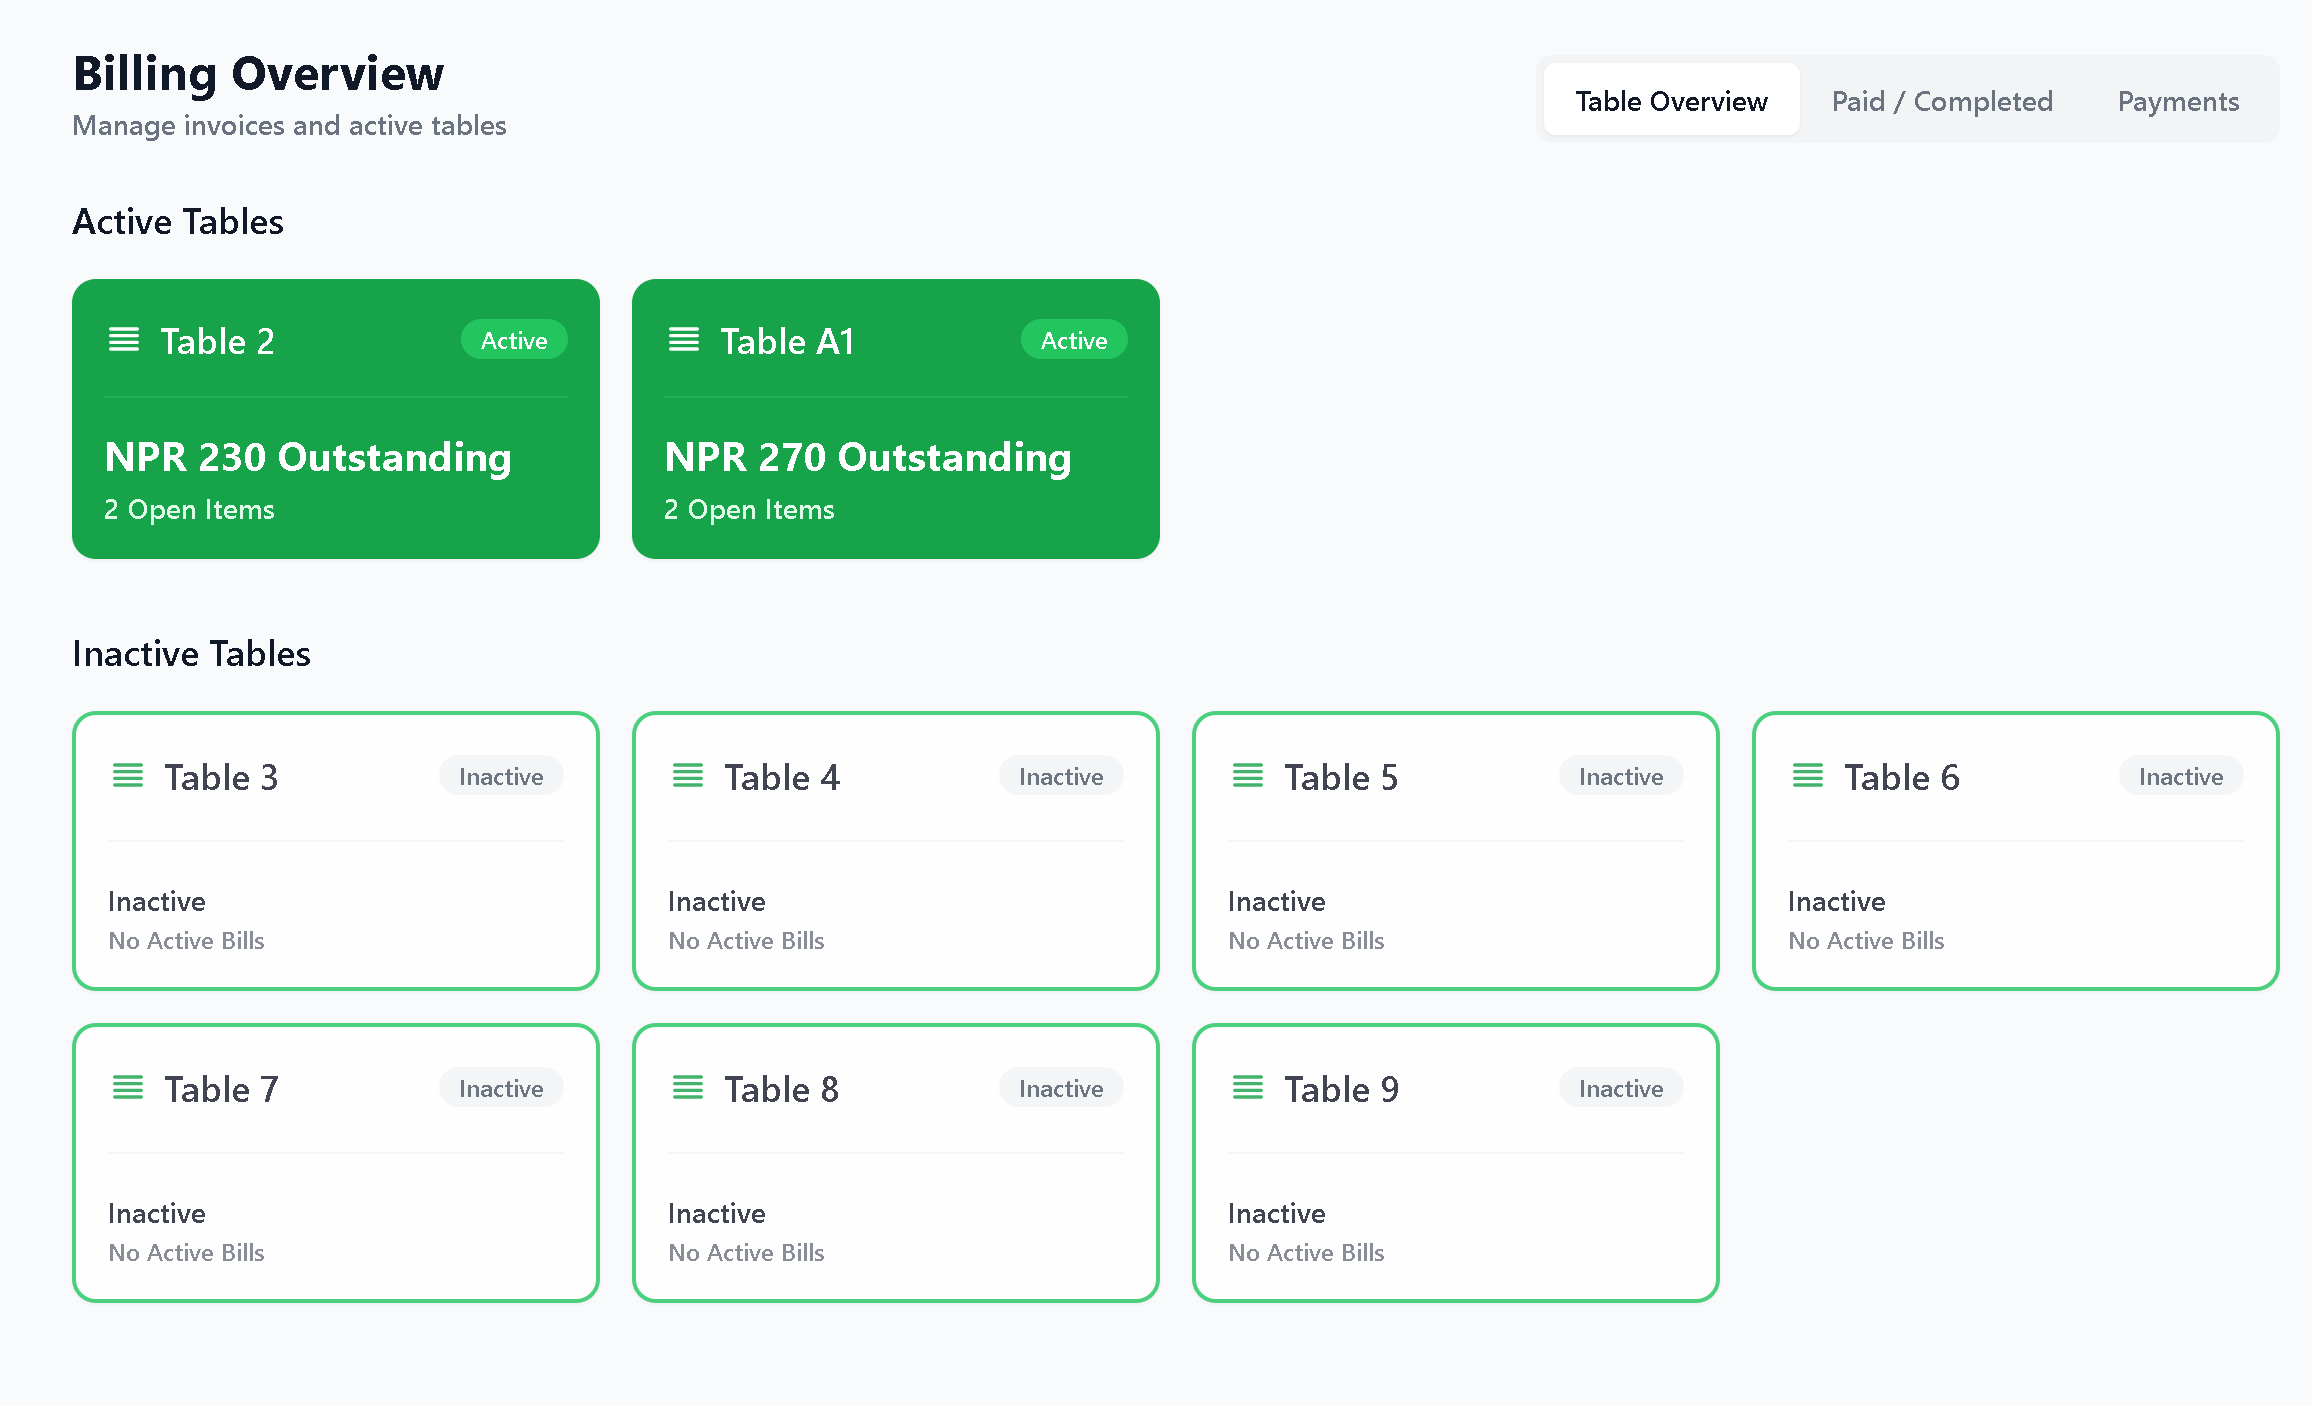 Billing Overview
Manage invoices and active tables
Table Overview
Paid / Completed
Payments
Active Tables
Table 2
Active
NPR 230 Outstanding
2 Open Items
Table A1
Active
NPR 270 Outstanding
2 Open Items
Inactive Tables
Table 3
Inactive
Inactive
No Active Bills
Table 4
Inactive
Inactive
No Active Bills
Table 5
Inactive
Inactive
No Active Bills
Table 6
Inactive
Inactive
No Active Bills
Table 7
Inactive
Inactive
No Active Bills
Table 8
Inactive
Inactive
No Active Bills
Table 9
Inactive
Inactive
No Active Bills